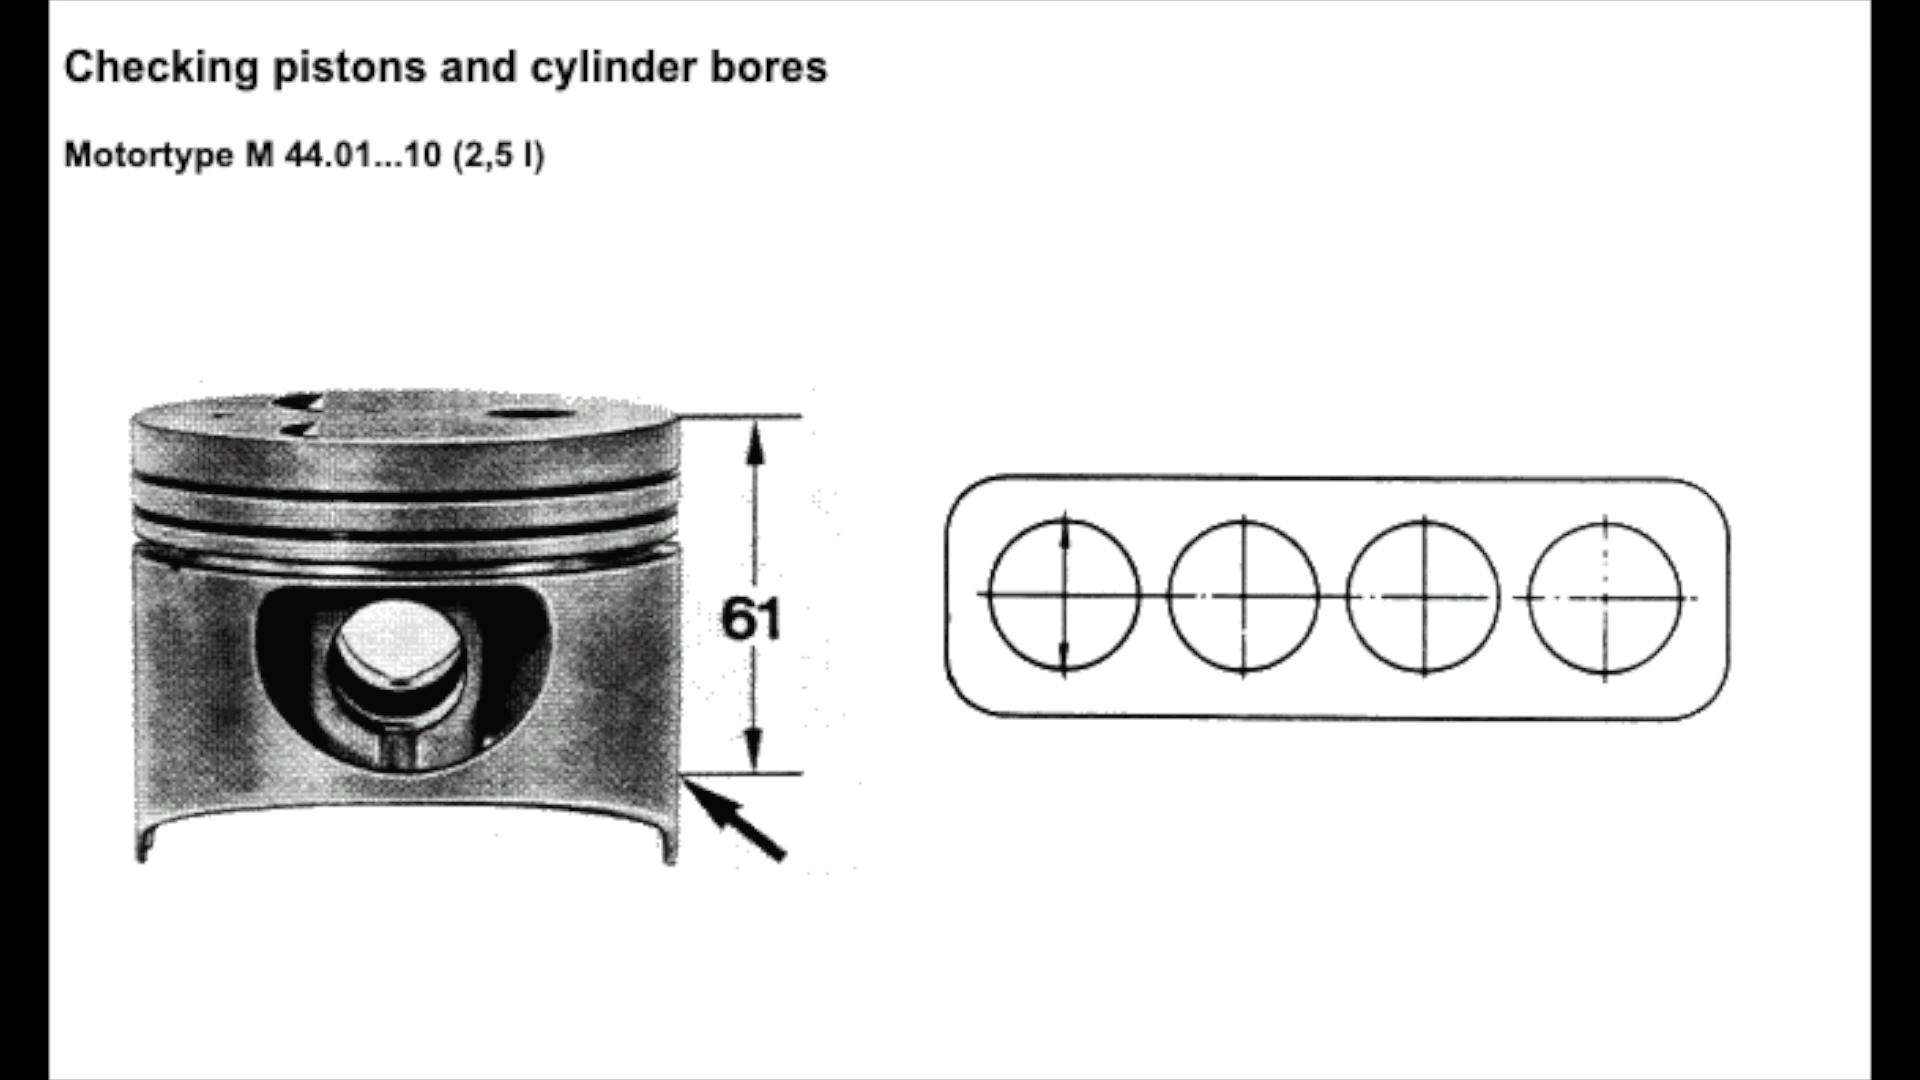 Checking pistons and cylinder bores
Motortype M 44.01...10 (2,5 l)
61